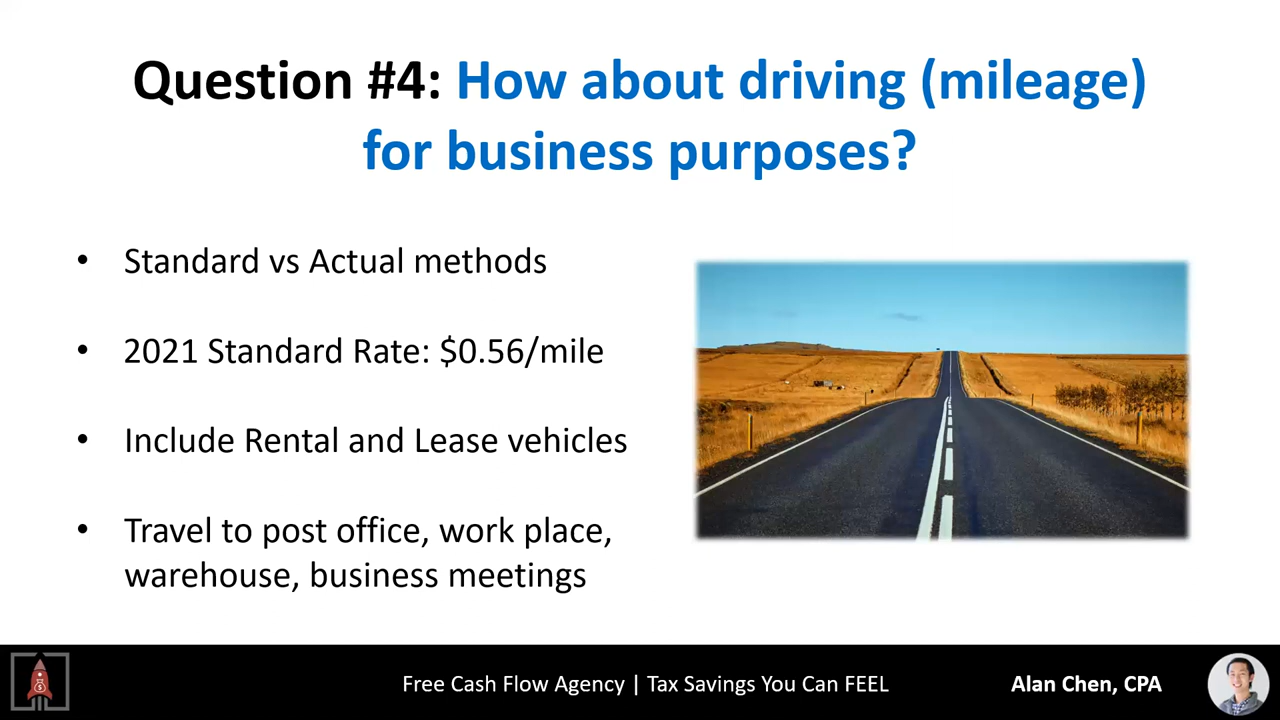 Question #4: How about driving (mileage)
for business purposes?
• Standard vs Actual methods
• 2021 Standard Rate: $0.56/mile
• Include Rental and Lease vehicles
• Travel to post office, work place,
warehouse, business meetings
Free Cash Flow Agency | Tax Savings You Can FEEL
Alan Chen, CPA